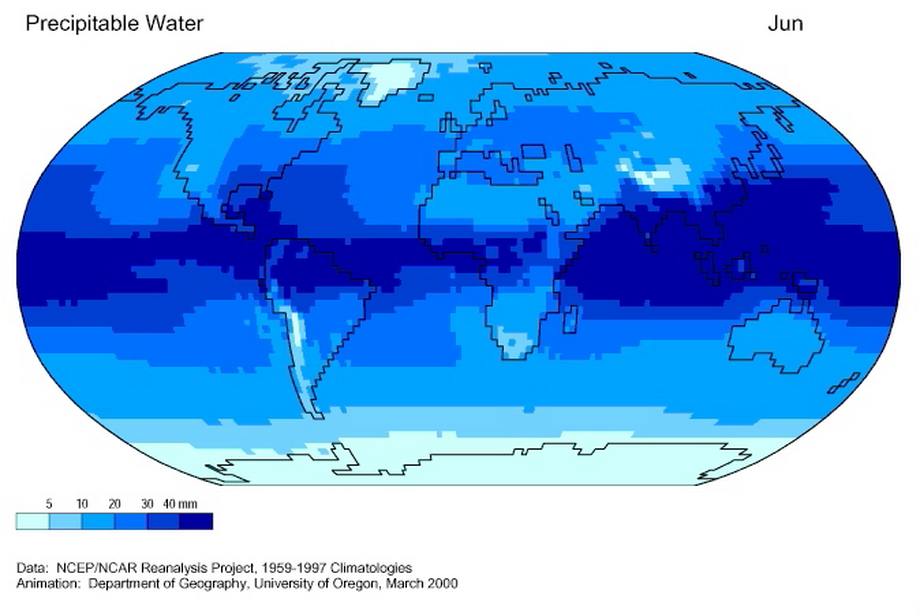 Precipitable Water
Jun
5 10 20 30 40 mm
Data:  NCEP/NCAR Reanalysis Project, 1959-1997 Climatologies
Animation:  Department of Geography, University of Oregon, March 2000